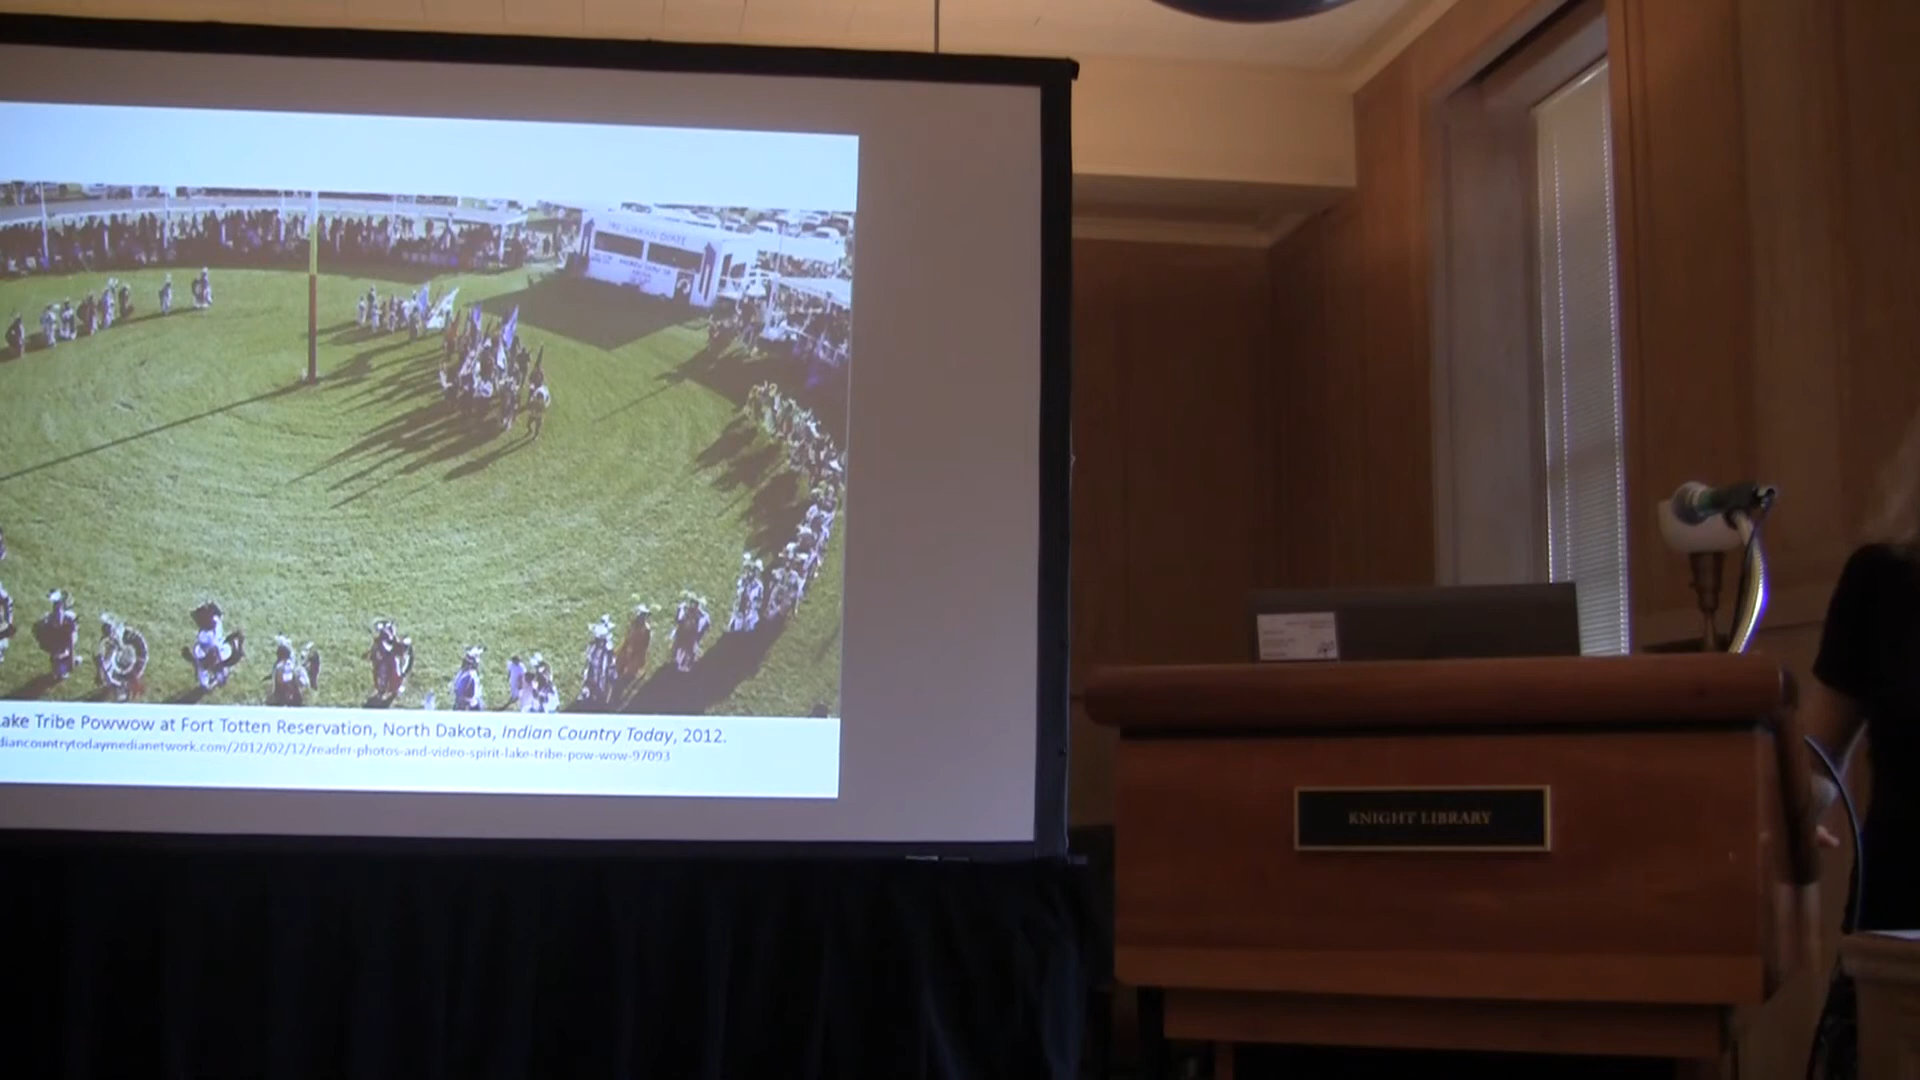 ake Tribe Powwow at Fort Totten Reservation, North Dakota, Indian Country Today, 2012.
diancountrytodaymedianetwork.com/2012/02/12/reader-photos-and-video-spirit-lake-tribe-pow-wow-97093
KNIGHT LIBRARY